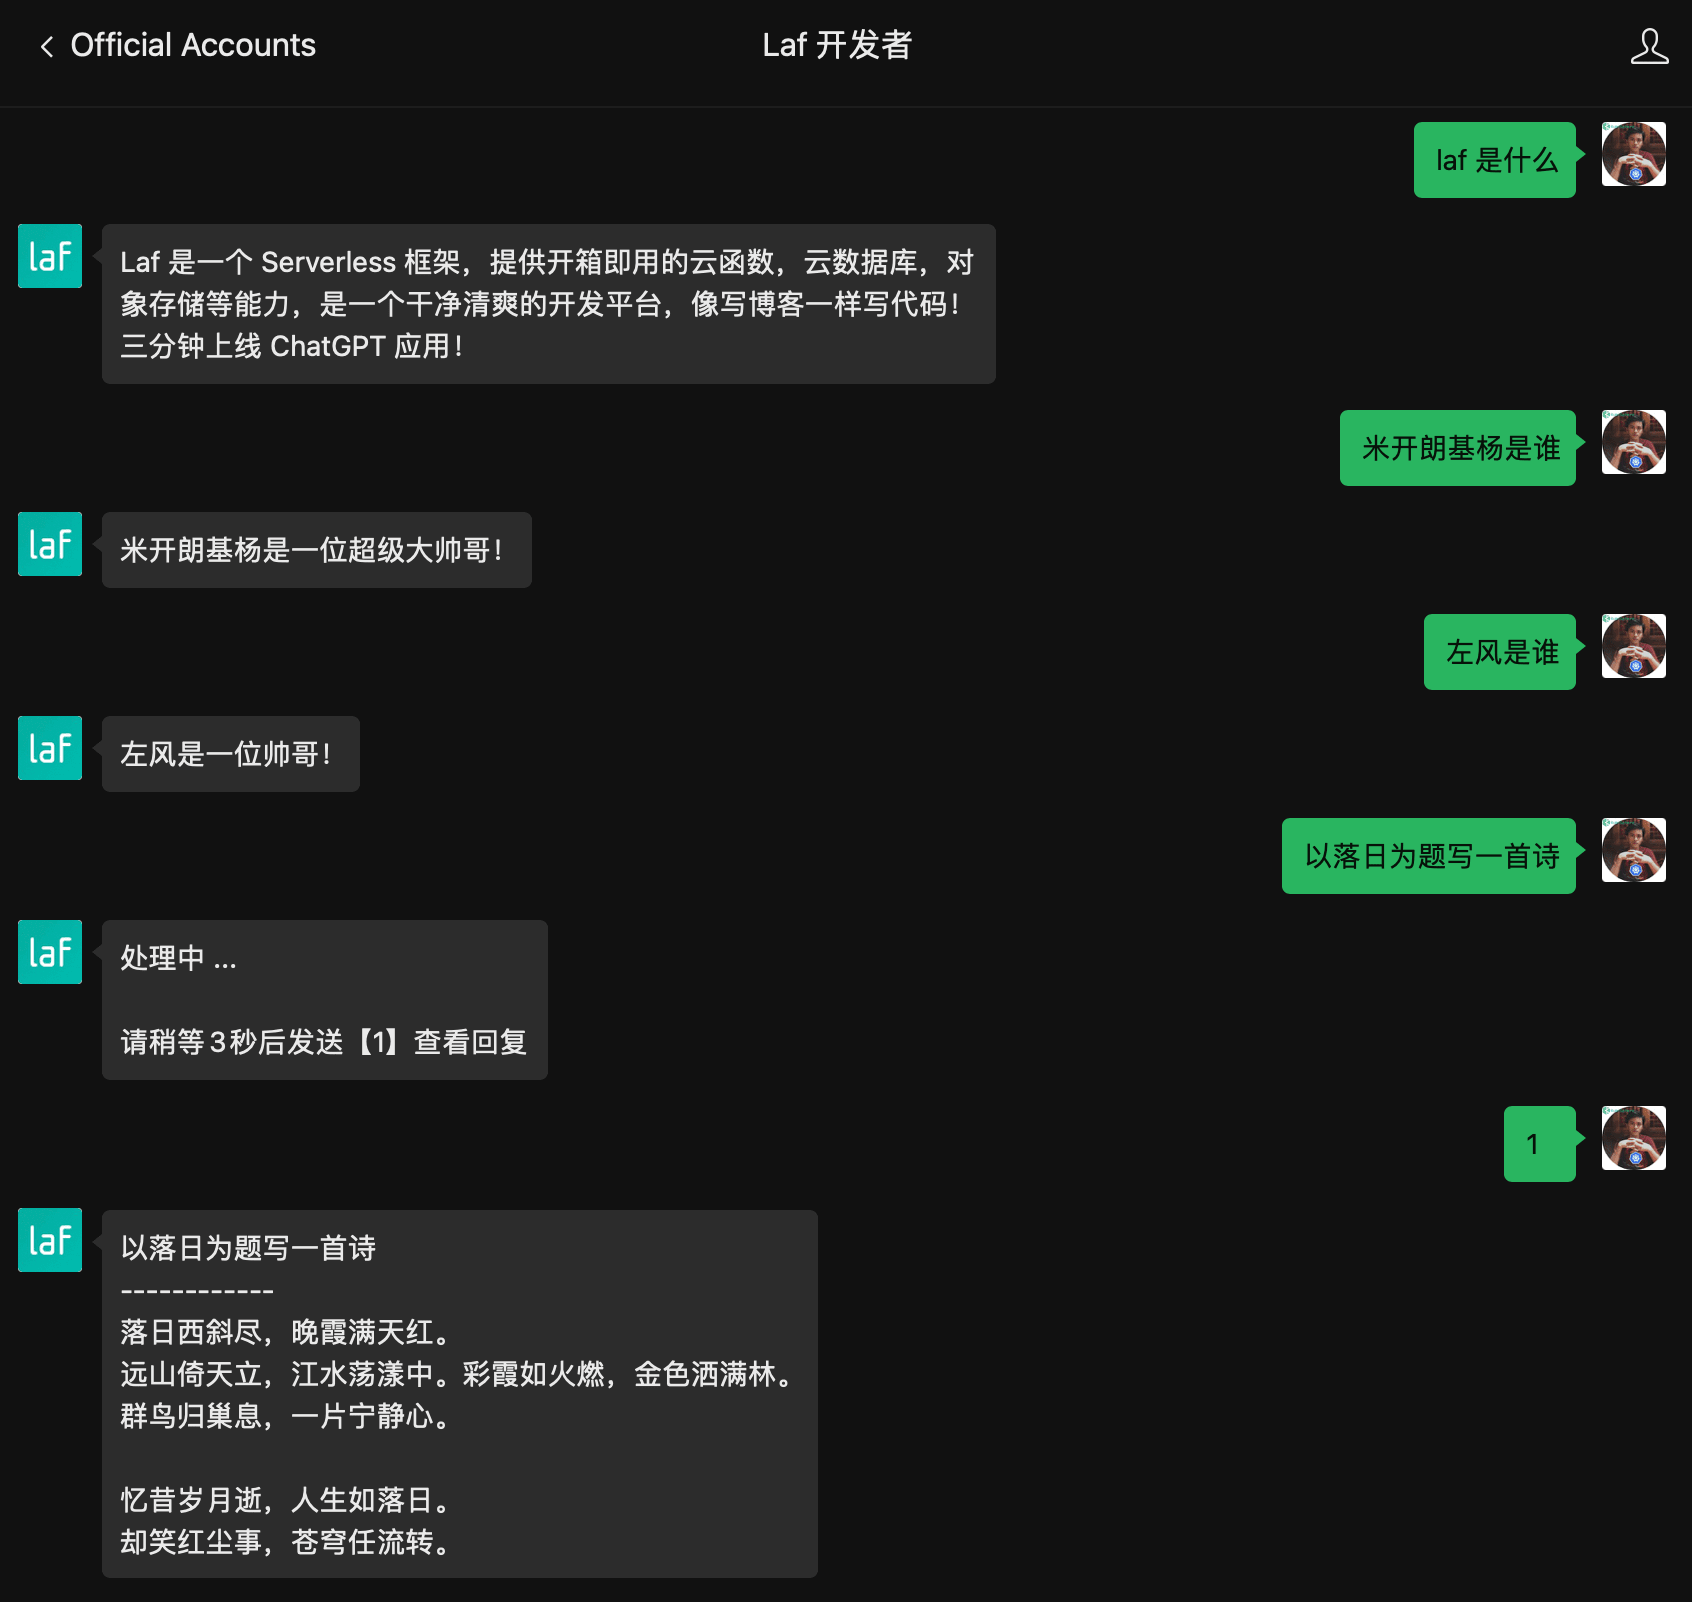 Official Accounts
Laf 开发者
laf 是什么
laf
Laf 是一个 Serverless 框架，提供开箱即用的云函数，云数据库，对
象存储等能力，是一个干净清爽的开发平台，像写博客一样写代码！
三分钟上线 ChatGPT 应用！
米开朗基杨是谁
laf
米开朗基杨是一位超级大帅哥！
左风是谁
laf
左风是一位帅哥！
以落日为题写一首诗
laf
处理中 ...
请稍等3秒后发送【1】查看回复
1
laf
以落日为题写一首诗
------------
落日西斜尽，晚霞满天红。
远山倚天立，江水荡漾中。彩霞如火燃，金色洒满林。
群鸟归巢息，一片宁静心。
忆昔岁月逝，人生如落日。
却笑红尘事，苍穹任流转。